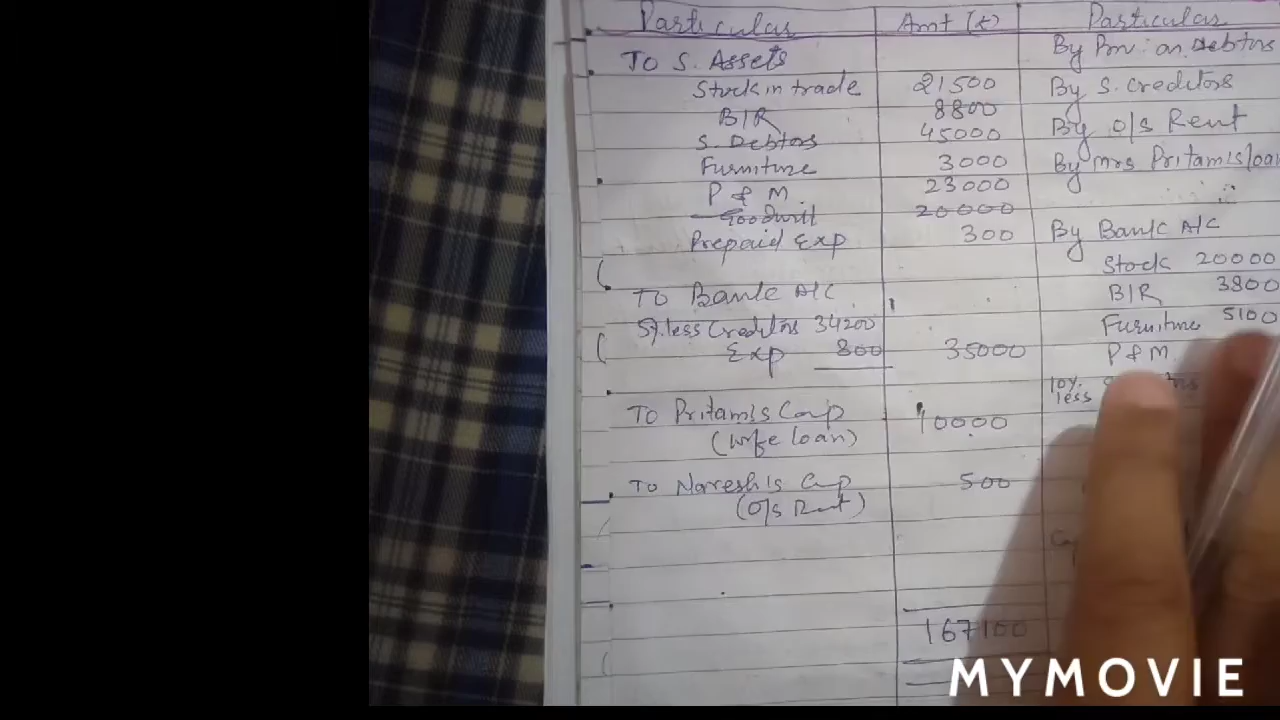 Particulars Amt (₹) Particulars
To S. Assets By Prov. on Debtors
Stock in trade 21500 By S. creditors
B/R 8800
S. Debtors 45000 By o/s Rent
Furniture 3000 By Mrs Pritam's loan
P & M. 23000
Goodwill 20000
Prepaid Exp 300 By Bank A/C
Stock 20000
To Bank A/C B/R 3800
5% less Creditors 34200 Furniture 5100
Exp 800 35000 P & M.
10% less
To Pritam's Cap 10000
(wife loan)
To Naresh's Cap 500
(O/s Rent)
167100
MYMOVIE